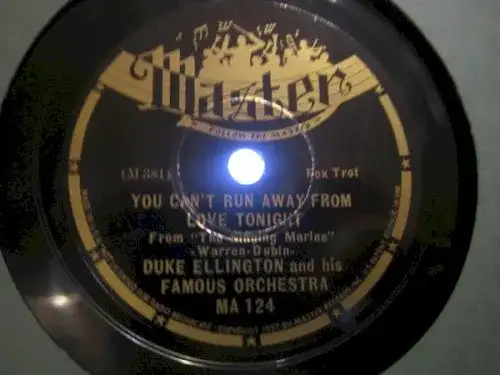 Master
FOLLOW THE MASTER
(M381) Fox Trot
YOU CAN'T RUN AWAY FROM
LOVE TONIGHT
From "The Singing Marine"
-Warren-Dubin-
DUKE ELLINGTON and his
FAMOUS ORCHESTRA
MA 124